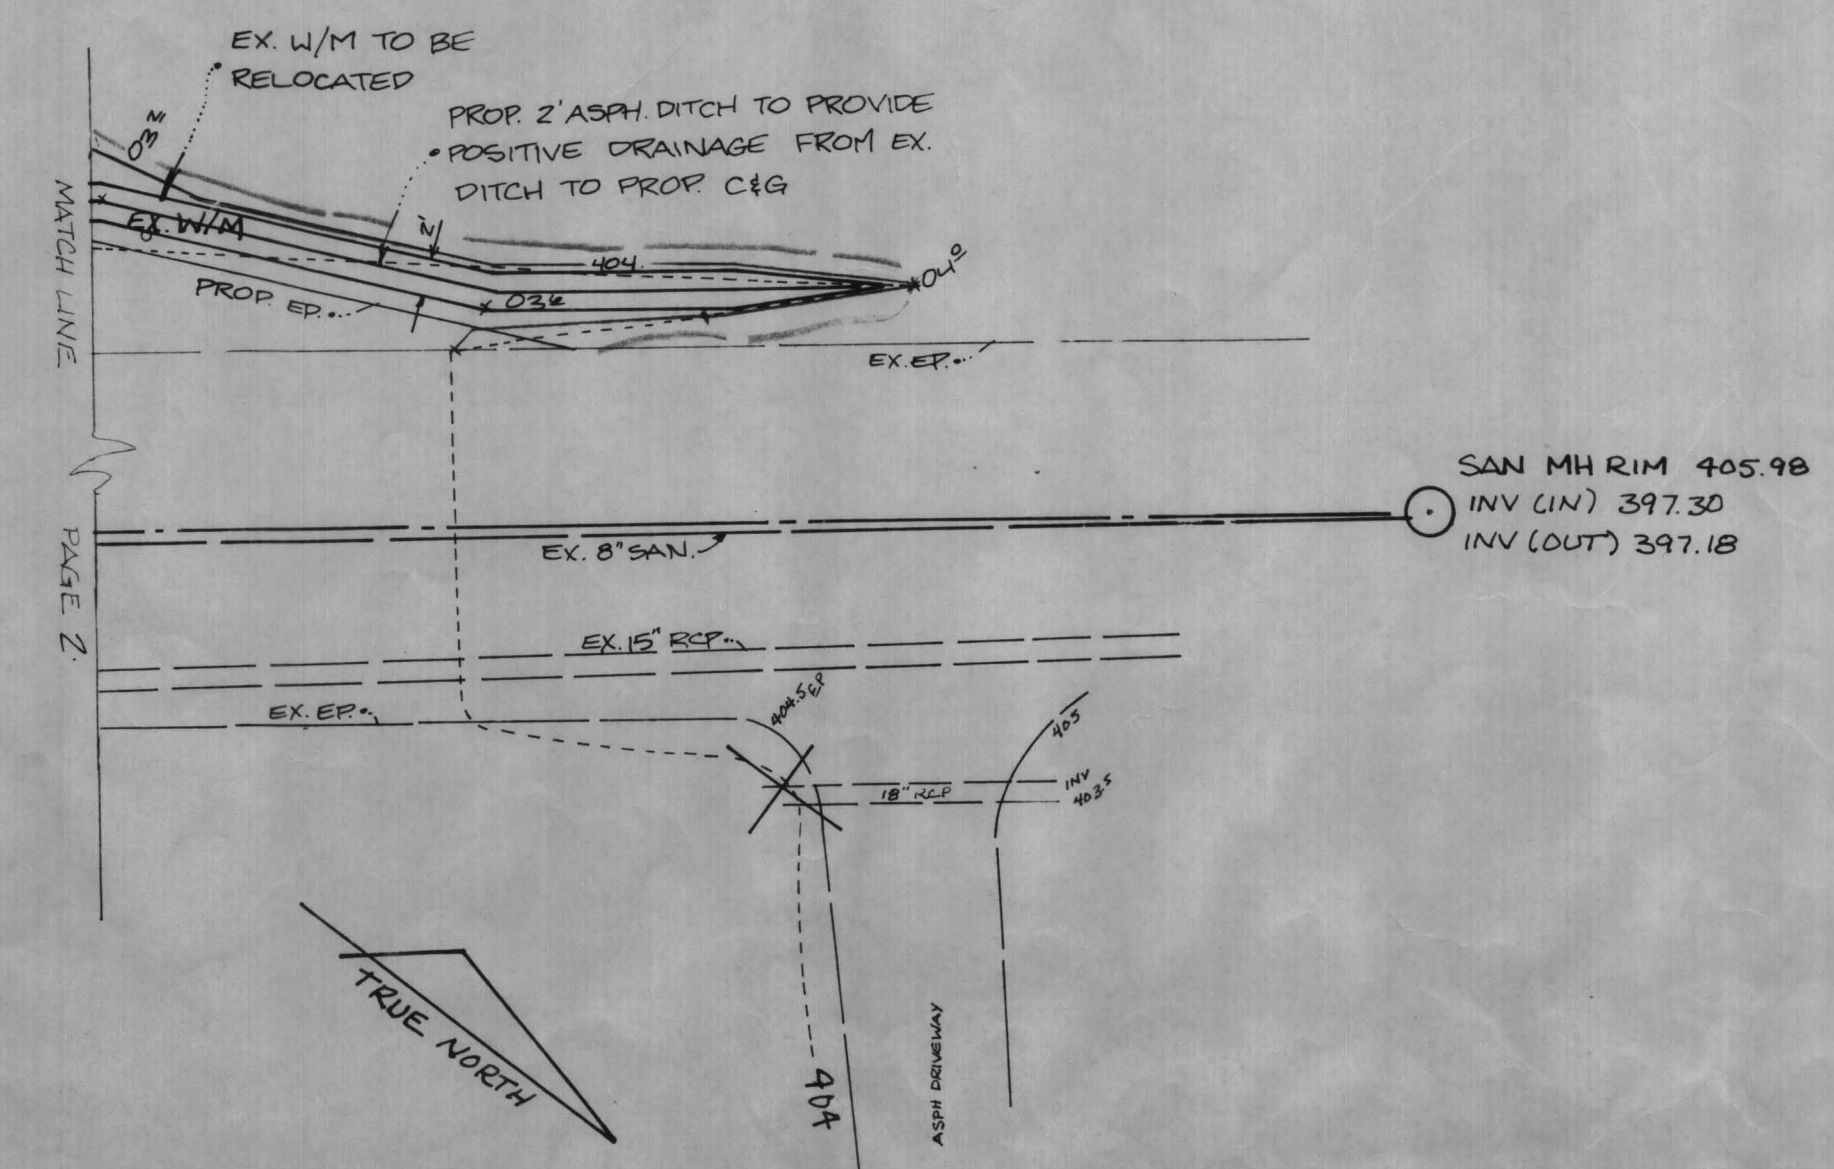 EX. W/M TO BE
RELOCATED
PROP. 2' ASPH. DITCH TO PROVIDE
POSITIVE DRAINAGE FROM EX.
DITCH TO PROP. C&G
EX. W/M
404
04⁰
036
PROP. EP.
EX. EP.
MATCH LINE
PAGE 2.
SAN MH RIM 405.98
INV (IN) 397.30
INV (OUT) 397.18
EX. 8" SAN.
EX. 15" RCP
EX. EP.
404.5 EP
405
18" RCP
INV
403.5
TRUE NORTH
404
ASPH DRIVEWAY